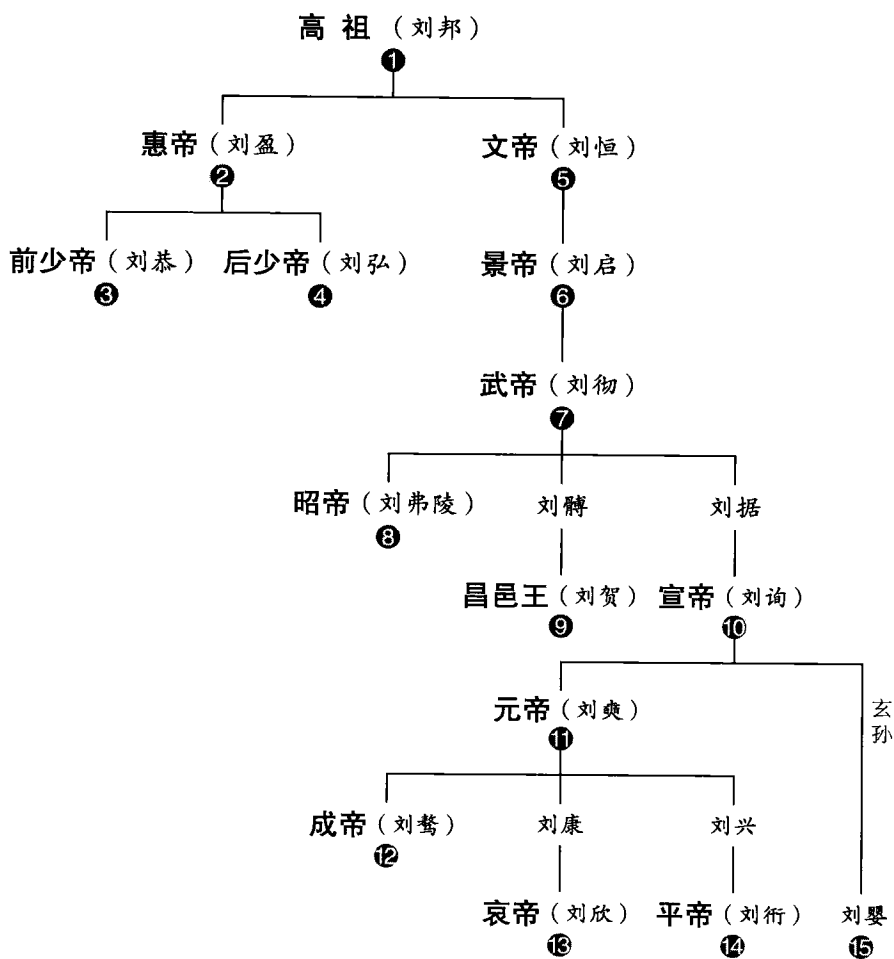 高祖（刘邦）
❶
惠帝（刘盈） 文帝（刘恒）
❷ ❺
前少帝（刘恭） 后少帝（刘弘） 景帝（刘启）
❸ ❹ ❻
武帝（刘彻）
❼
昭帝（刘弗陵） 刘髆 刘据
❽
昌邑王（刘贺） 宣帝（刘询）
❾ ❿
元帝（刘奭） 玄孙
⓫
成帝（刘骜） 刘康 刘兴
⓬
哀帝（刘欣） 平帝（刘衎） 刘婴
⓭ ⓮ ⓯